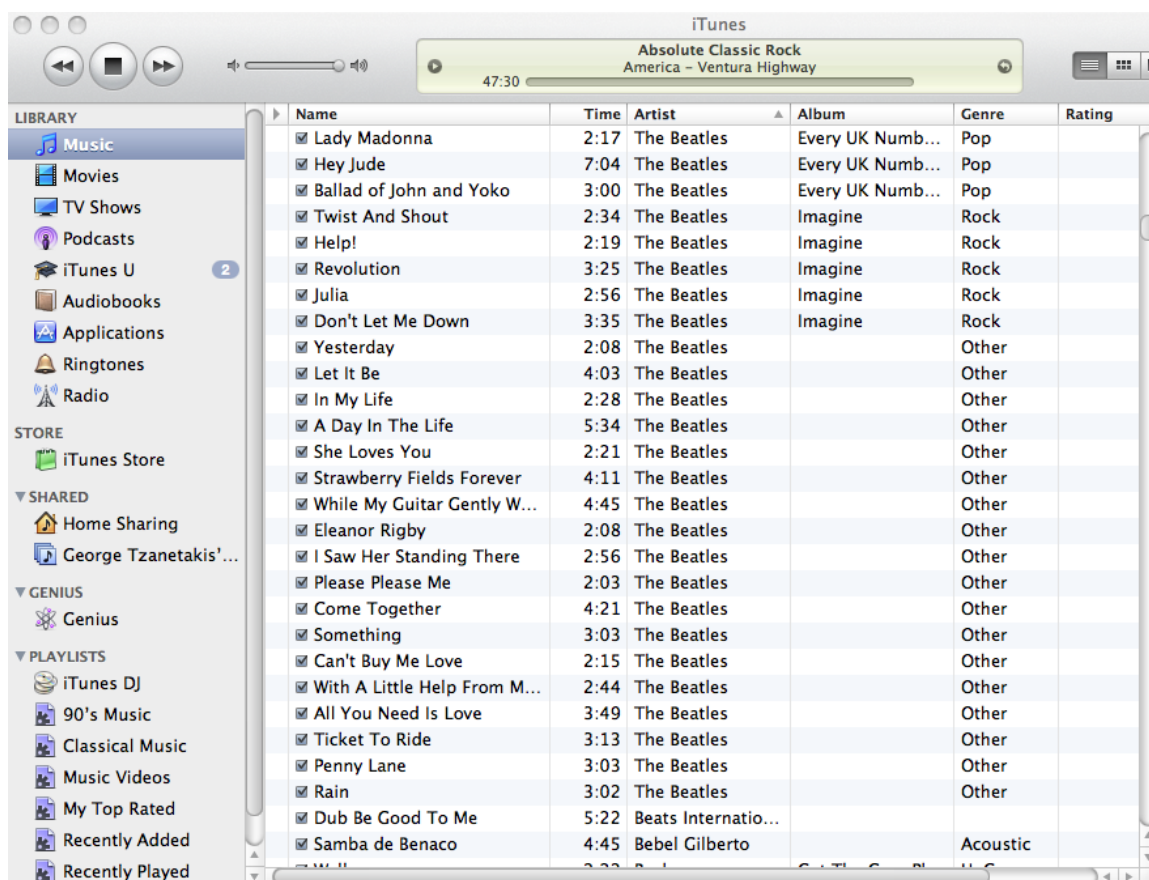 iTunes
Absolute Classic Rock
America – Ventura Highway
47:30
LIBRARY
Music
Movies
TV Shows
Podcasts
iTunes U 2
Audiobooks
Applications
Ringtones
Radio
STORE
iTunes Store
SHARED
Home Sharing
George Tzanetakis'...
GENIUS
Genius
PLAYLISTS
iTunes DJ
90's Music
Classical Music
Music Videos
My Top Rated
Recently Added
Recently Played
Name Time Artist Album Genre Rating
Lady Madonna 2:17 The Beatles Every UK Numb... Pop
Hey Jude 7:04 The Beatles Every UK Numb... Pop
Ballad of John and Yoko 3:00 The Beatles Every UK Numb... Pop
Twist And Shout 2:34 The Beatles Imagine Rock
Help! 2:19 The Beatles Imagine Rock
Revolution 3:25 The Beatles Imagine Rock
Julia 2:56 The Beatles Imagine Rock
Don't Let Me Down 3:35 The Beatles Imagine Rock
Yesterday 2:08 The Beatles Other
Let It Be 4:03 The Beatles Other
In My Life 2:28 The Beatles Other
A Day In The Life 5:34 The Beatles Other
She Loves You 2:21 The Beatles Other
Strawberry Fields Forever 4:11 The Beatles Other
While My Guitar Gently W... 4:45 The Beatles Other
Eleanor Rigby 2:08 The Beatles Other
I Saw Her Standing There 2:56 The Beatles Other
Please Please Me 2:03 The Beatles Other
Come Together 4:21 The Beatles Other
Something 3:03 The Beatles Other
Can't Buy Me Love 2:15 The Beatles Other
With A Little Help From M... 2:44 The Beatles Other
All You Need Is Love 3:49 The Beatles Other
Ticket To Ride 3:13 The Beatles Other
Penny Lane 3:03 The Beatles Other
Rain 3:02 The Beatles Other
Dub Be Good To Me 5:22 Beats Internatio...
Samba de Benaco 4:45 Bebel Gilberto Acoustic